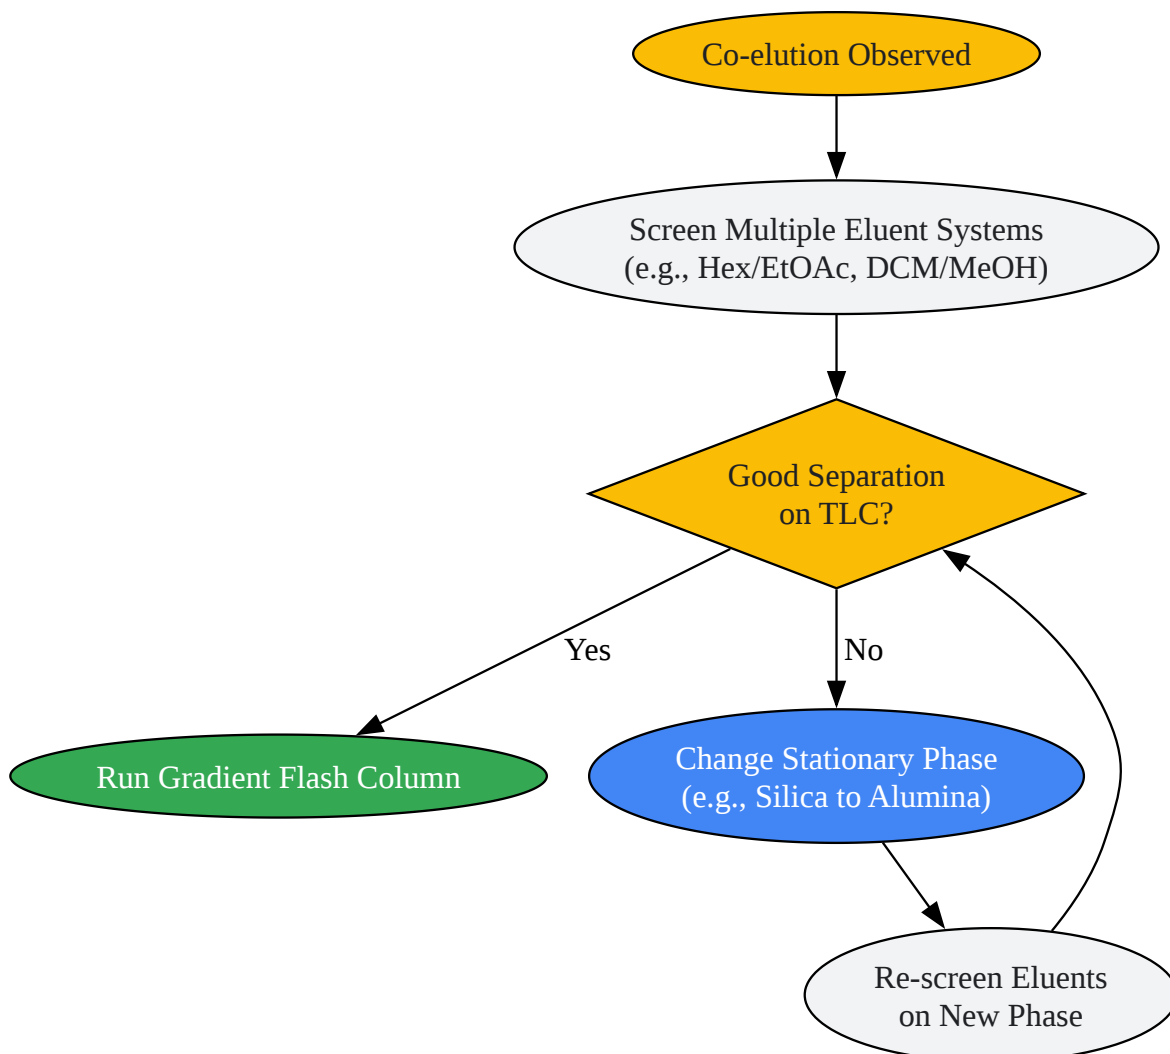 Co-elution Observed
Screen Multiple Eluent Systems
(e.g., Hex/EtOAc, DCM/MeOH)
Good Separation
on TLC?
Yes
No
Run Gradient Flash Column
Change Stationary Phase
(e.g., Silica to Alumina)
Re-screen Eluents
on New Phase